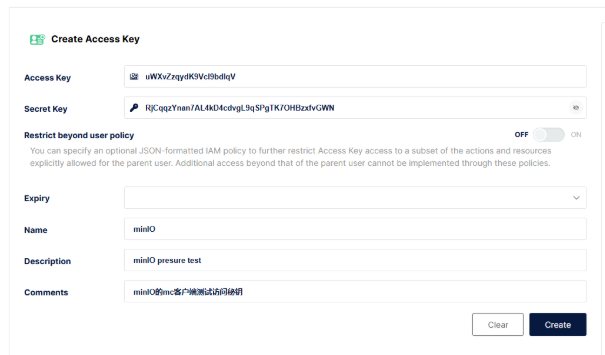 Create Access Key
Access Key uWXvZzqydK9Vcl9bdlqV
Secret Key RjCqqzYnan7AL4kD4cdvgL9qSPgTK7OHBzxfvGWN
Restrict beyond user policy OFF ON
You can specify an optional JSON-formatted IAM policy to further restrict Access Key access to a subset of the actions and resources
explicitly allowed for the parent user. Additional access beyond that of the parent user cannot be implemented through these policies.
Expiry
Name minIO
Description minIO presure test
Comments minIO的mc客户端测试访问秘钥
Clear Create